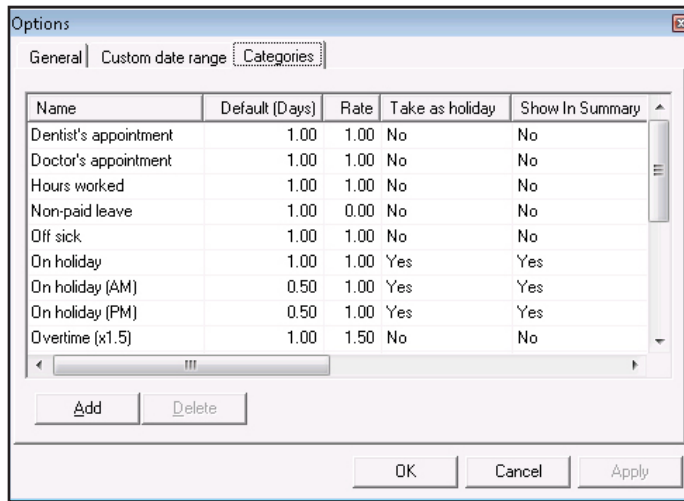 Options
General Custom date range Categories
Name Default (Days) Rate Take as holiday Show In Summary
Dentist's appointment 1.00 1.00 No No
Doctor's appointment 1.00 1.00 No No
Hours worked 1.00 1.00 No No
Non-paid leave 1.00 0.00 No No
Off sick 1.00 1.00 No No
On holiday 1.00 1.00 Yes Yes
On holiday (AM) 0.50 1.00 Yes Yes
On holiday (PM) 0.50 1.00 Yes Yes
Overtime (x1.5) 1.00 1.50 No No
Add Delete
OK Cancel Apply